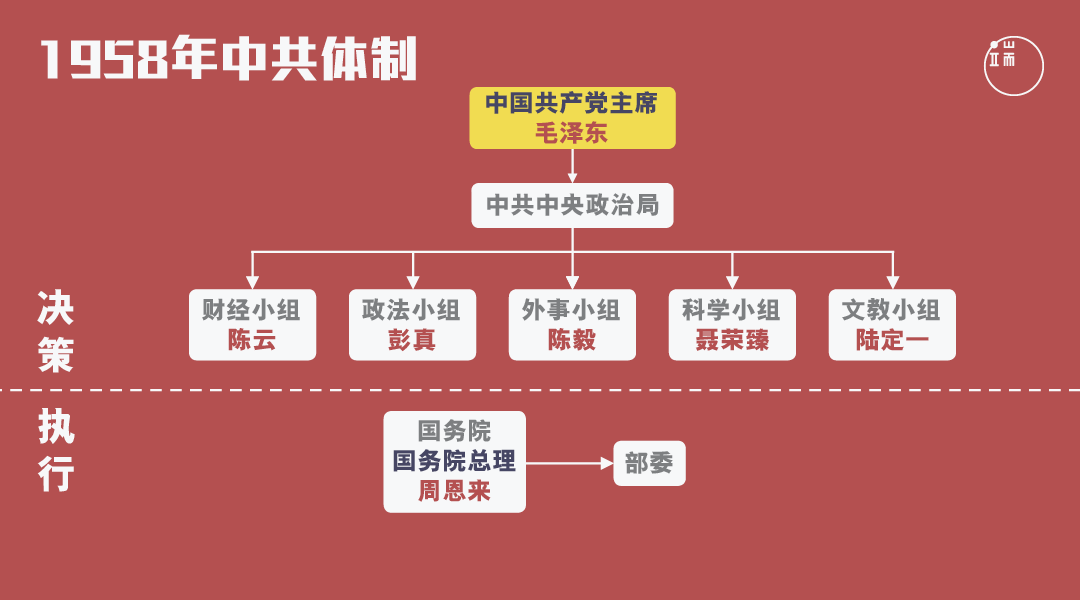 1958年中共体制
端
中国共产党主席
毛泽东
中共中央政治局
财经小组
陈云
政法小组
彭真
外事小组
陈毅
科学小组
聂荣臻
文教小组
陆定一
决策
执行
国务院
国务院总理
周恩来
部委